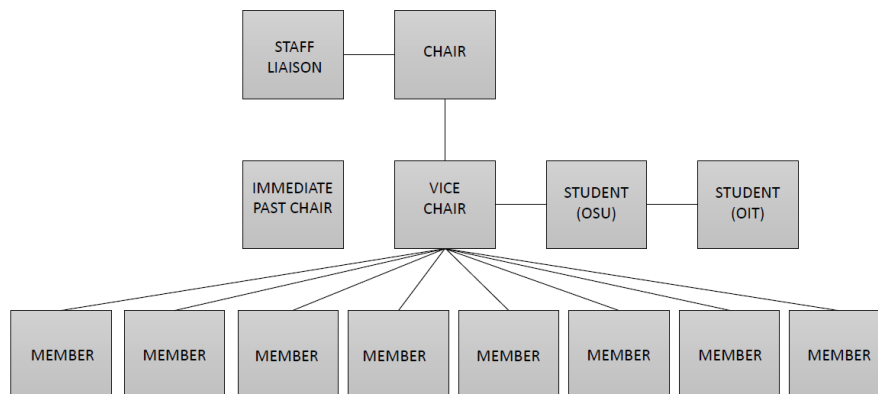 STAFF
LIAISON
CHAIR
IMMEDIATE
PAST CHAIR
VICE
CHAIR
STUDENT
(OSU)
STUDENT
(OIT)
MEMBER
MEMBER
MEMBER
MEMBER
MEMBER
MEMBER
MEMBER
MEMBER